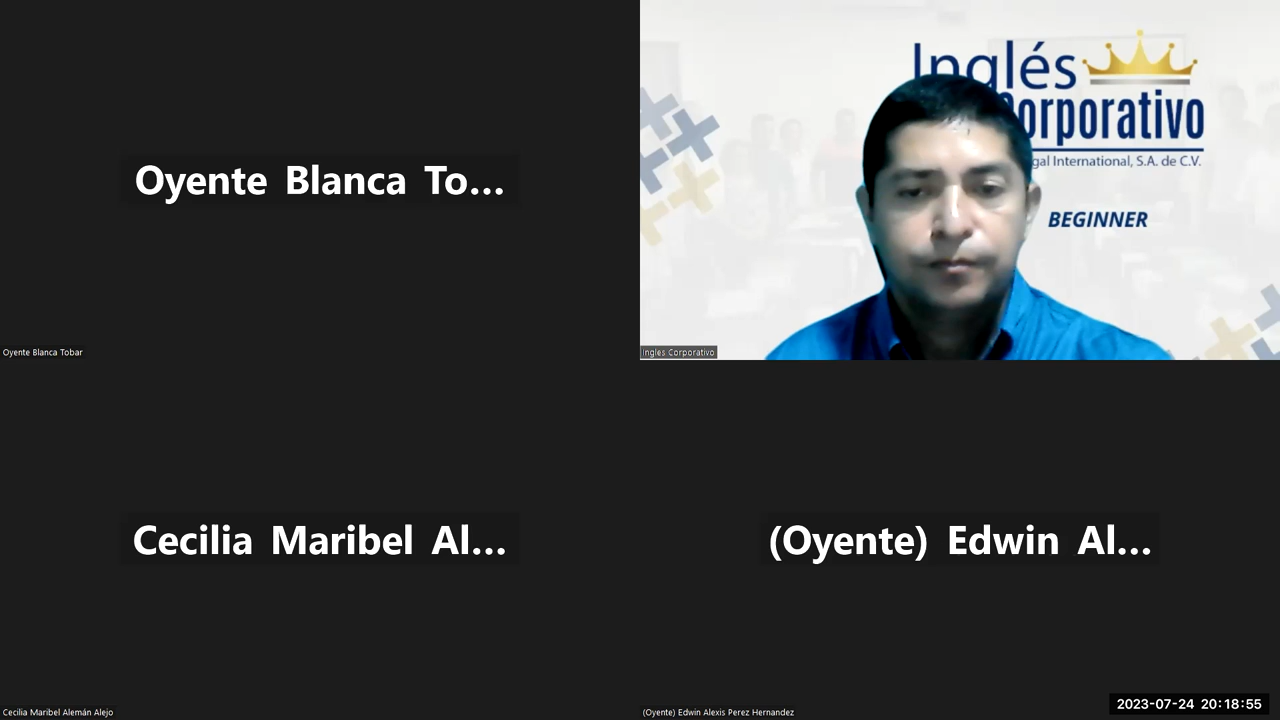 Oyente Blanca To...
Oyente Blanca Tobar
Inglés
orporativo
gal International, S.A. de C.V.
BEGINNER
Ingles Corporativo
Cecilia Maribel Al...
Cecilia Maribel Alemán Alejo
(Oyente) Edwin Al...
(Oyente) Edwin Alexis Perez Hernandez
2023-07-24 20:18:55